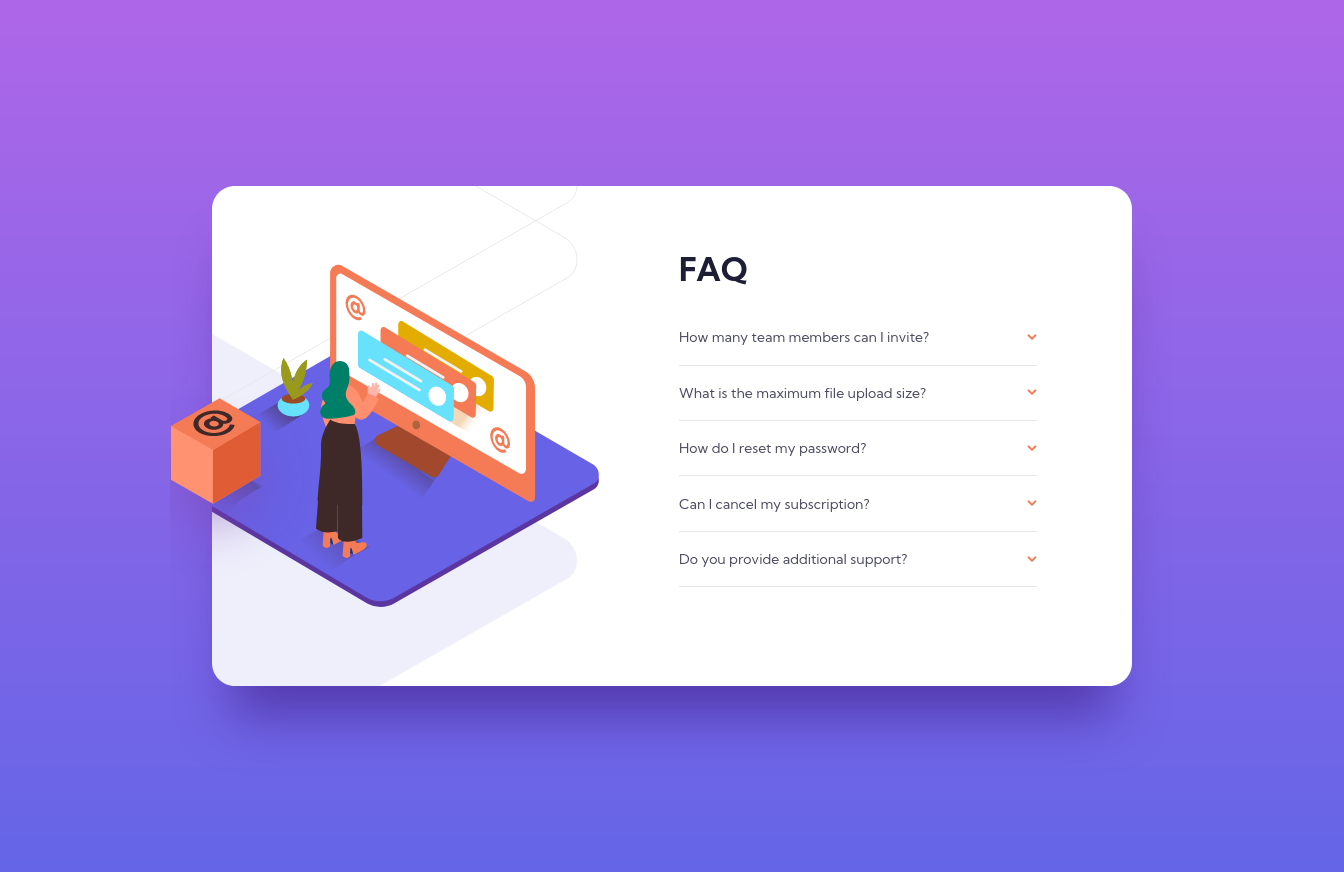 @
@
@
FAQ
How many team members can I invite?
What is the maximum file upload size?
How do I reset my password?
Can I cancel my subscription?
Do you provide additional support?